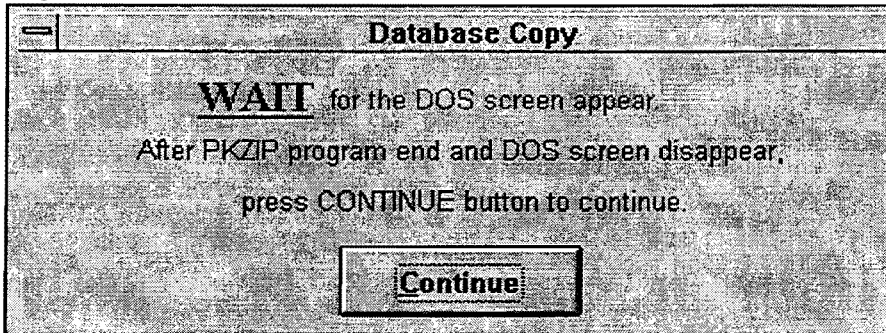 Database Copy
WAIT for the DOS screen appear.
After PKZIP program end and DOS screen disappear,
press CONTINUE button to continue.
Continue